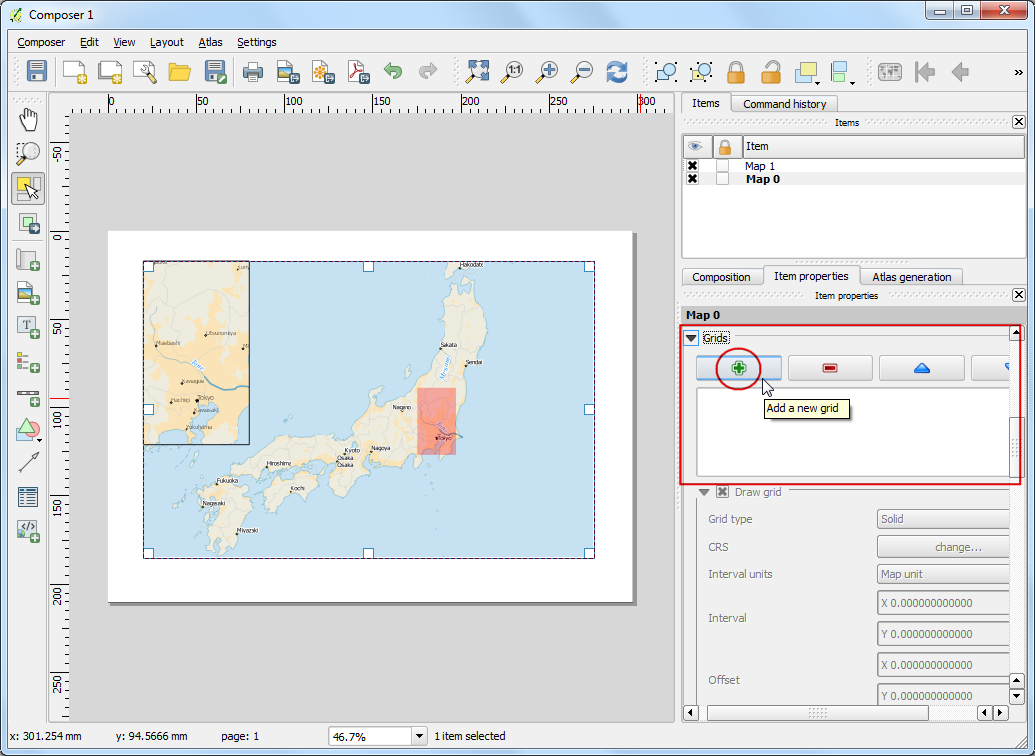 Composer 1
Composer Edit View Layout Atlas Settings
1:1
»
0 50 100 150 200 250 300
-50
0
50
100
150
200
250
Items Command history
Items
Item
Map 1
Map 0
Composition Item properties Atlas generation
Item properties
Map 0
Grids
Add a new grid
Draw grid
Grid type Solid
CRS change...
Interval units Map unit
Interval
X 0.000000000000
Y 0.000000000000
Offset
X 0.000000000000
Y 0.000000000000
Hakodate
Sakata
Sendai
Nagano
Tokyo
Nagoya
Kyoto
Osaka
Osaka
Hiroshima
Kochi
Fukuoka
Nagasaki
Miyazaki
Utsunomiya
Maebashi
Kawagoe
Hachioji
Tokyo
Kawasaki
Yokohama
x: 301.254 mm y: 94.5666 mm page: 1 46.7% 1 item selected